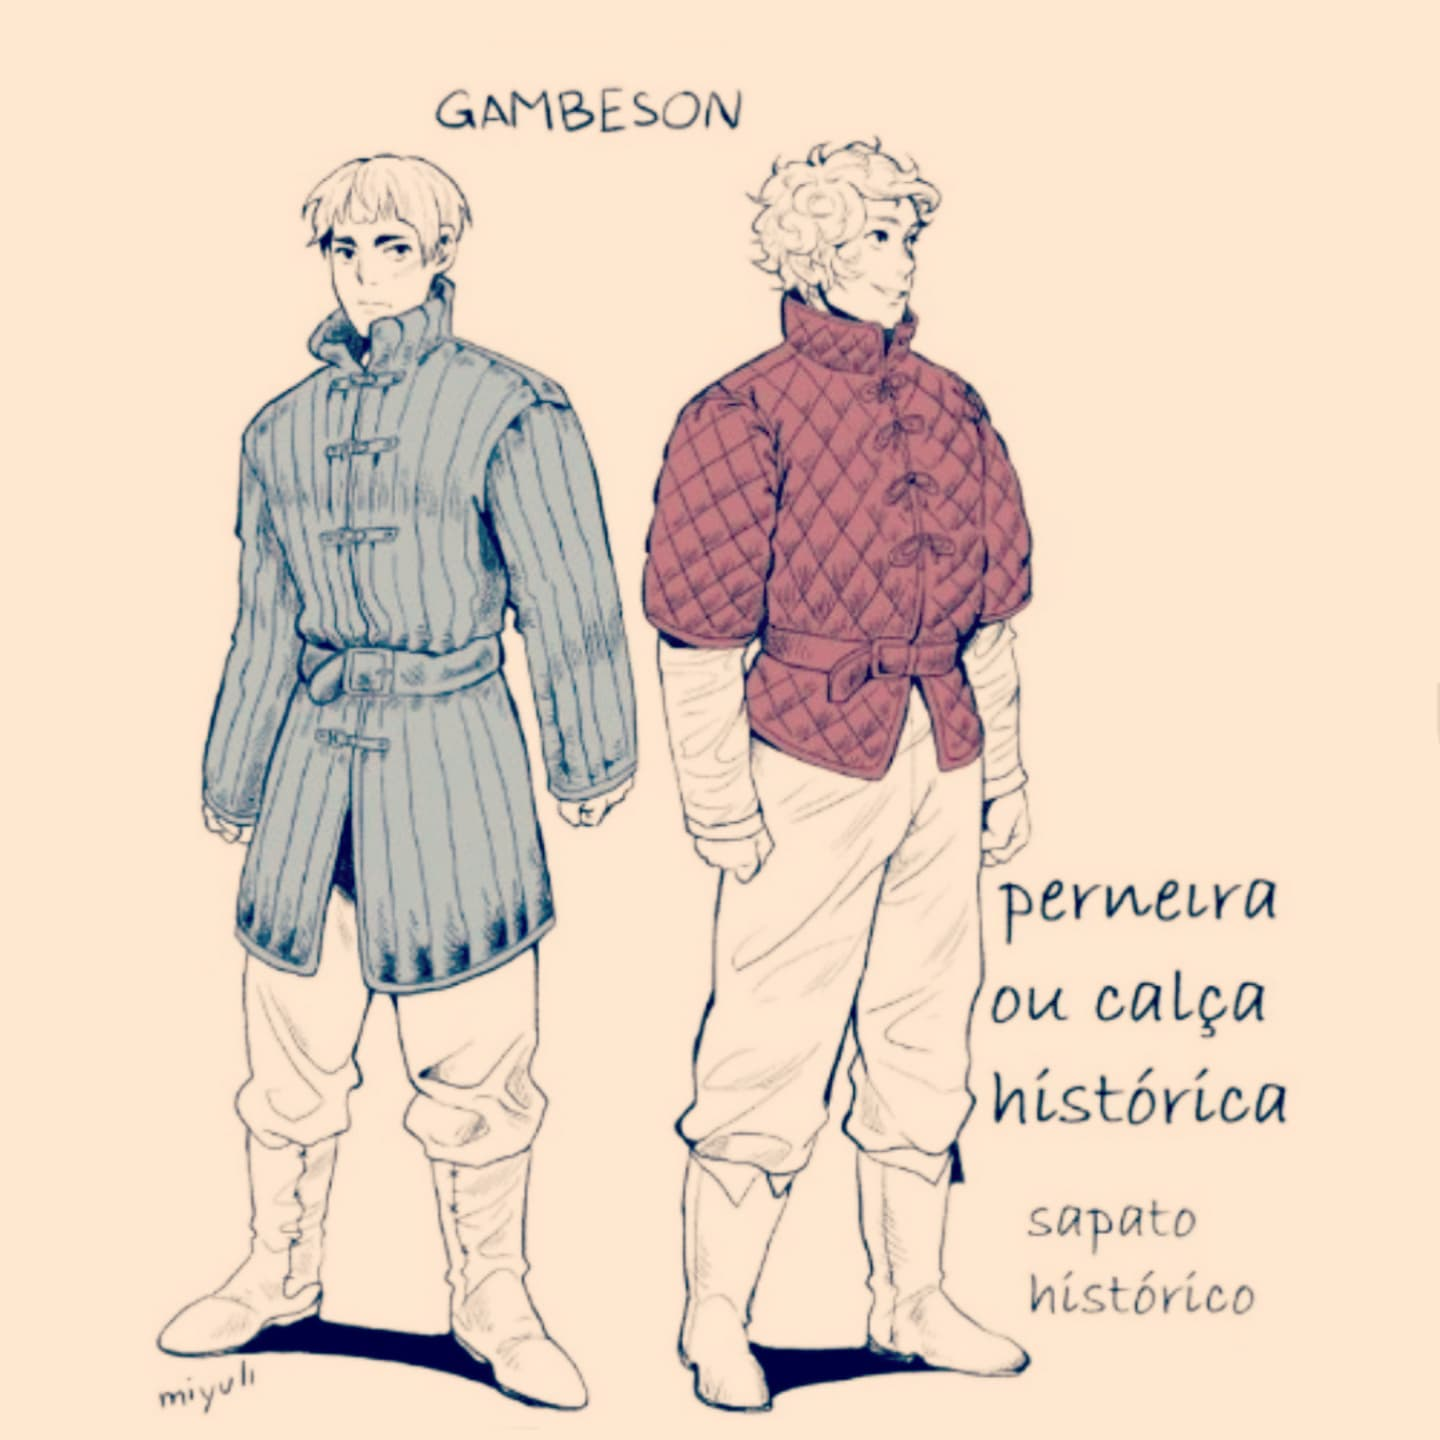 GAMBESON
perneira
ou calça
histórica
sapato
histórico
miyuli